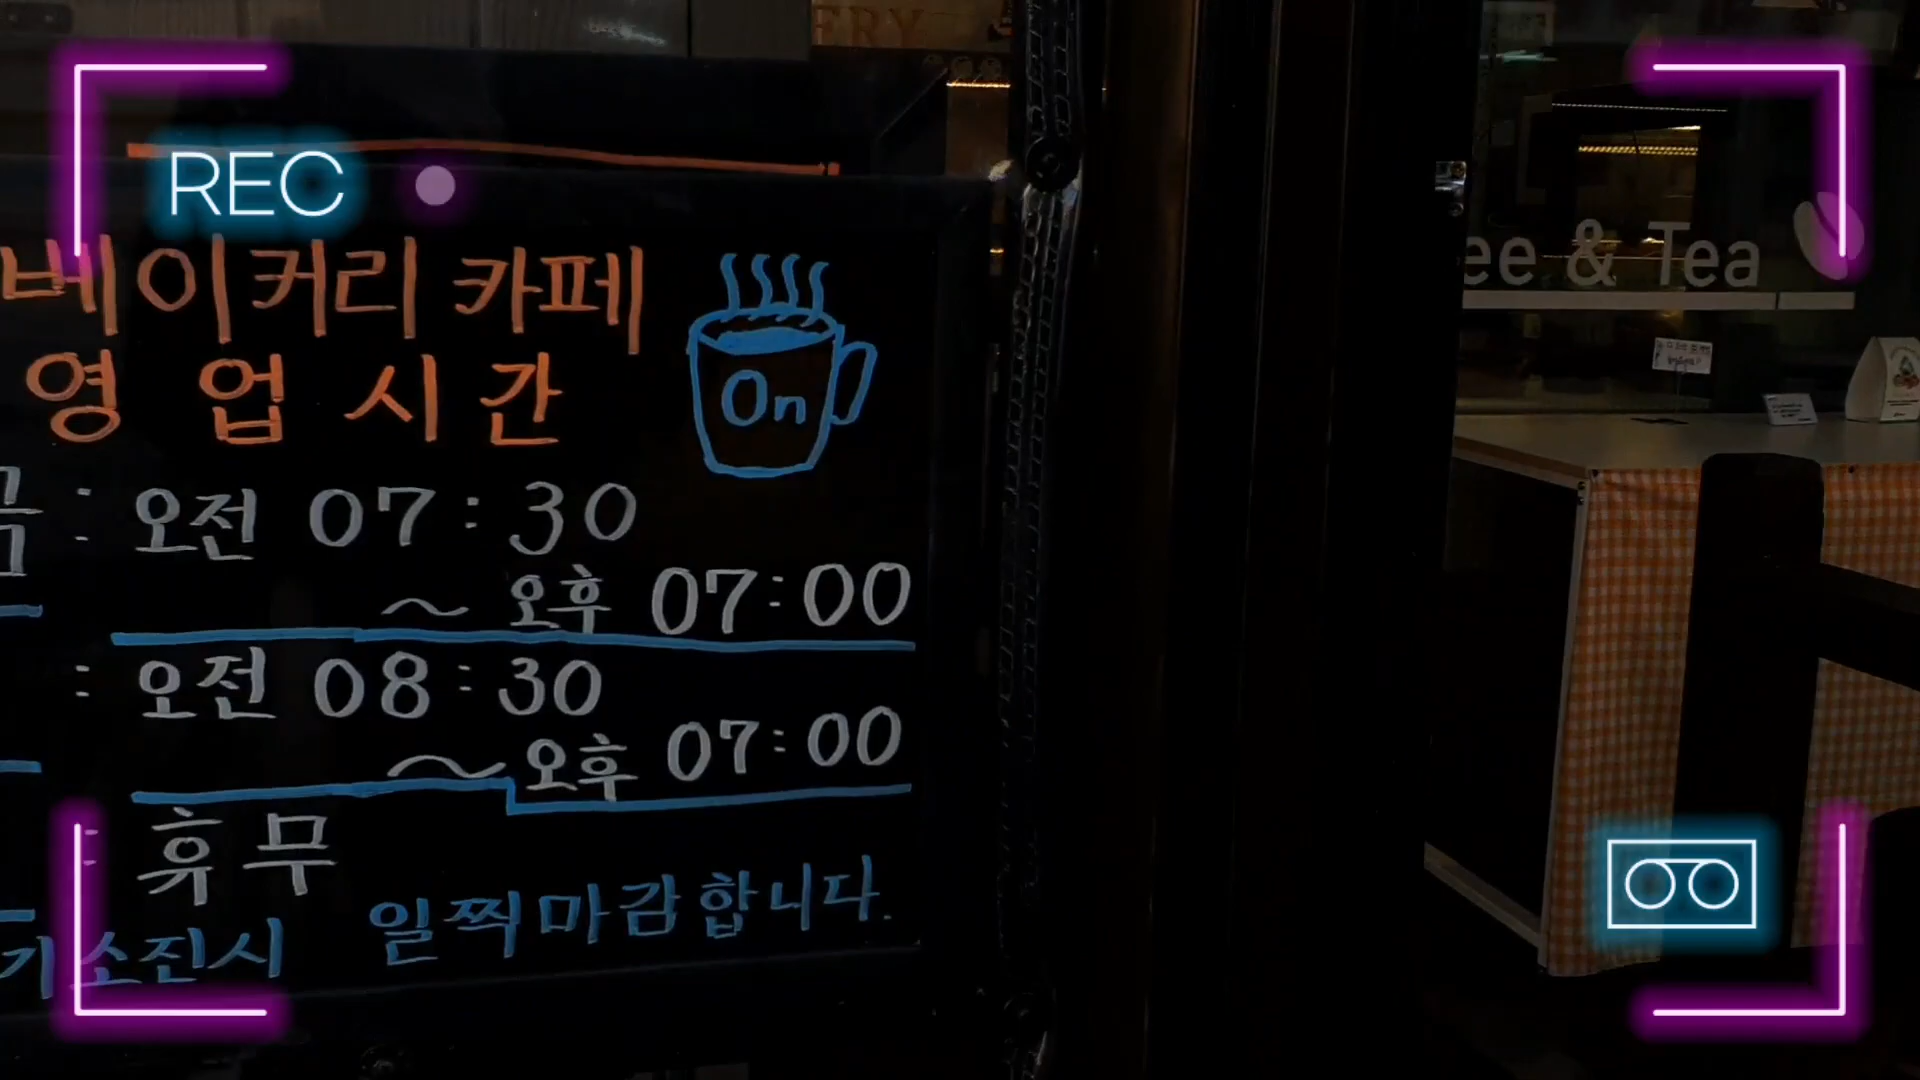 REC
베이커리 카페
영업시간
On
: 오전 07:30
~ 오후 07:00
: 오전 08:30
~ 오후 07:00
: 휴무
기소진시 일찍마감합니다.
ERY
ee & Tea